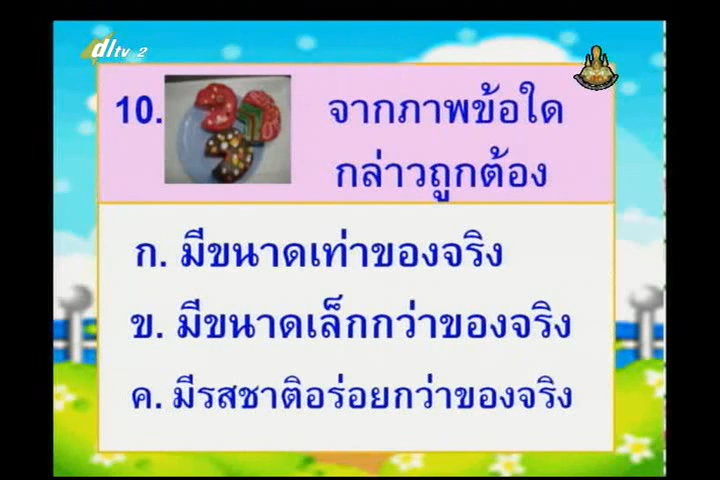 dltv 2
10. จากภาพข้อใด
กล่าวถูกต้อง
ก. มีขนาดเท่าของจริง
ข. มีขนาดเล็กกว่าของจริง
ค. มีรสชาติอร่อยกว่าของจริง